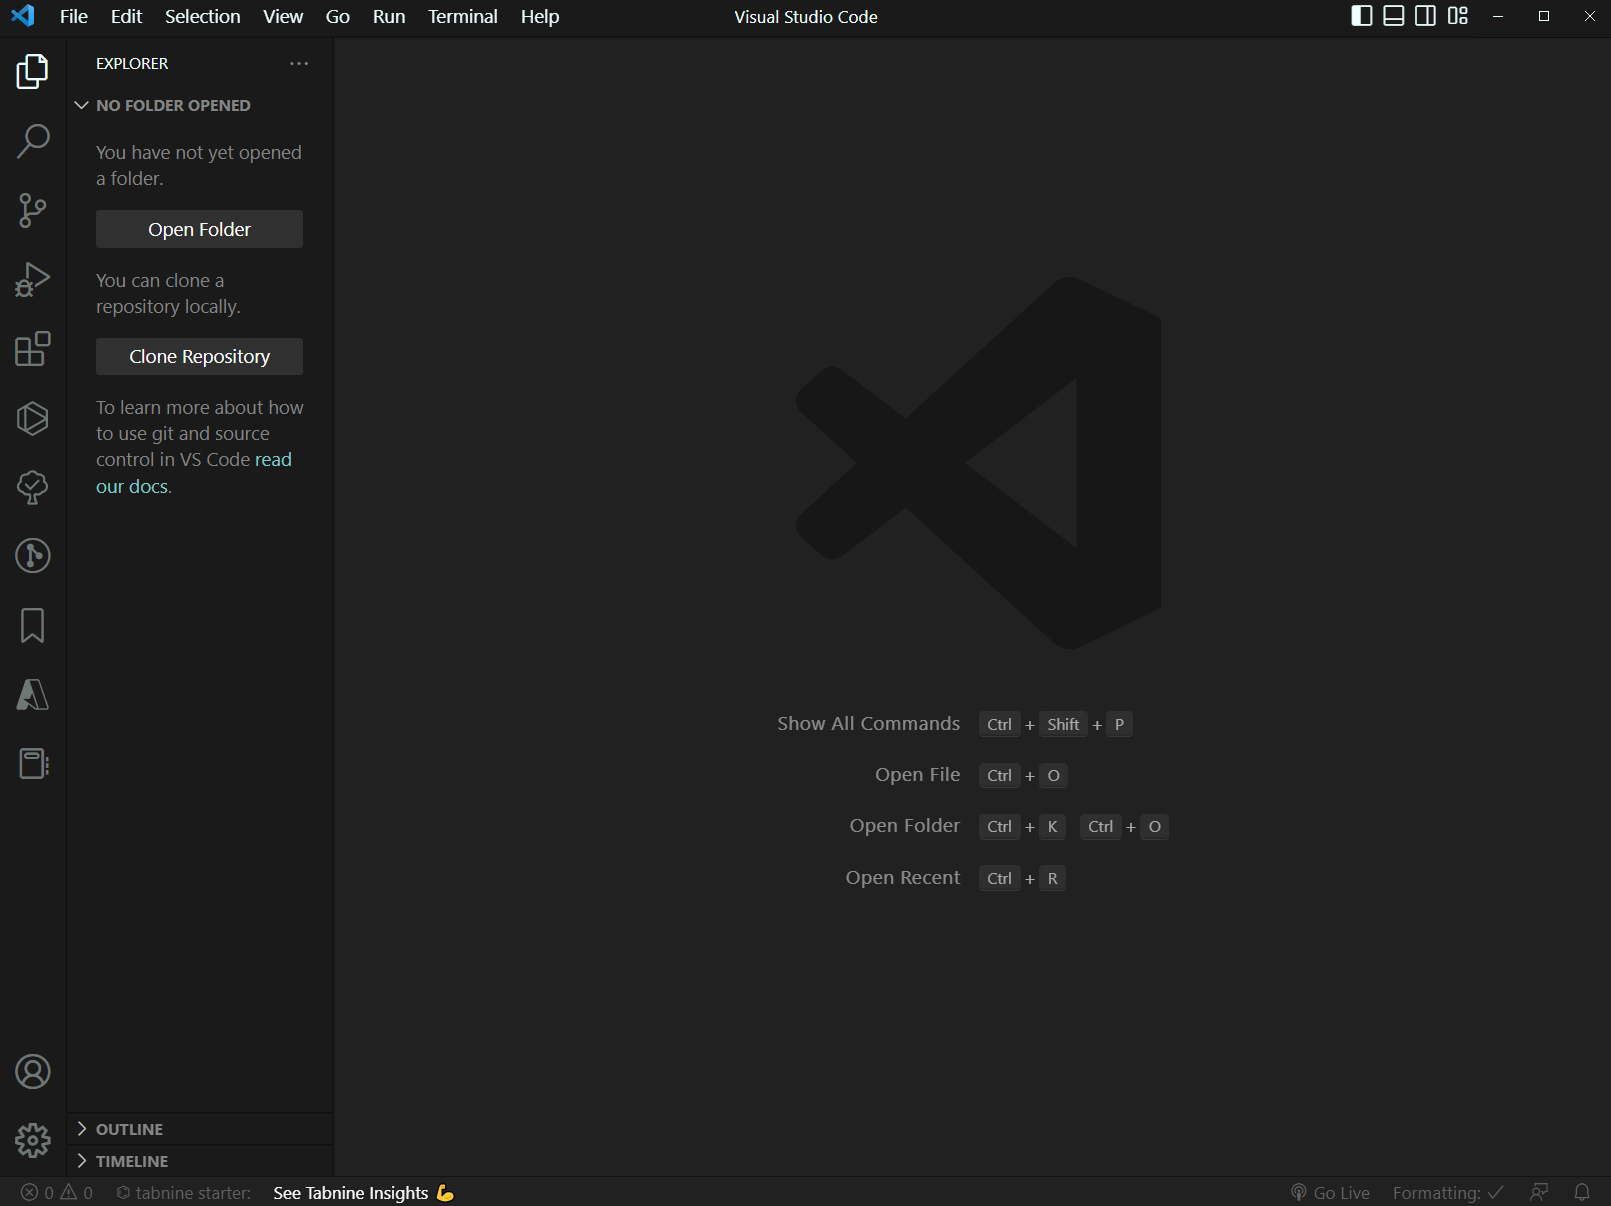 File Edit Selection View Go Run Terminal Help
Visual Studio Code
EXPLORER
NO FOLDER OPENED
You have not yet opened
a folder.
Open Folder
You can clone a
repository locally.
Clone Repository
To learn more about how
to use git and source
control in VS Code read
our docs.
Show All Commands Ctrl + Shift + P
Open File Ctrl + O
Open Folder Ctrl + K Ctrl + O
Open Recent Ctrl + R
OUTLINE
TIMELINE
0 0 tabnine starter: See Tabnine Insights 💪 Go Live Formatting: ✓